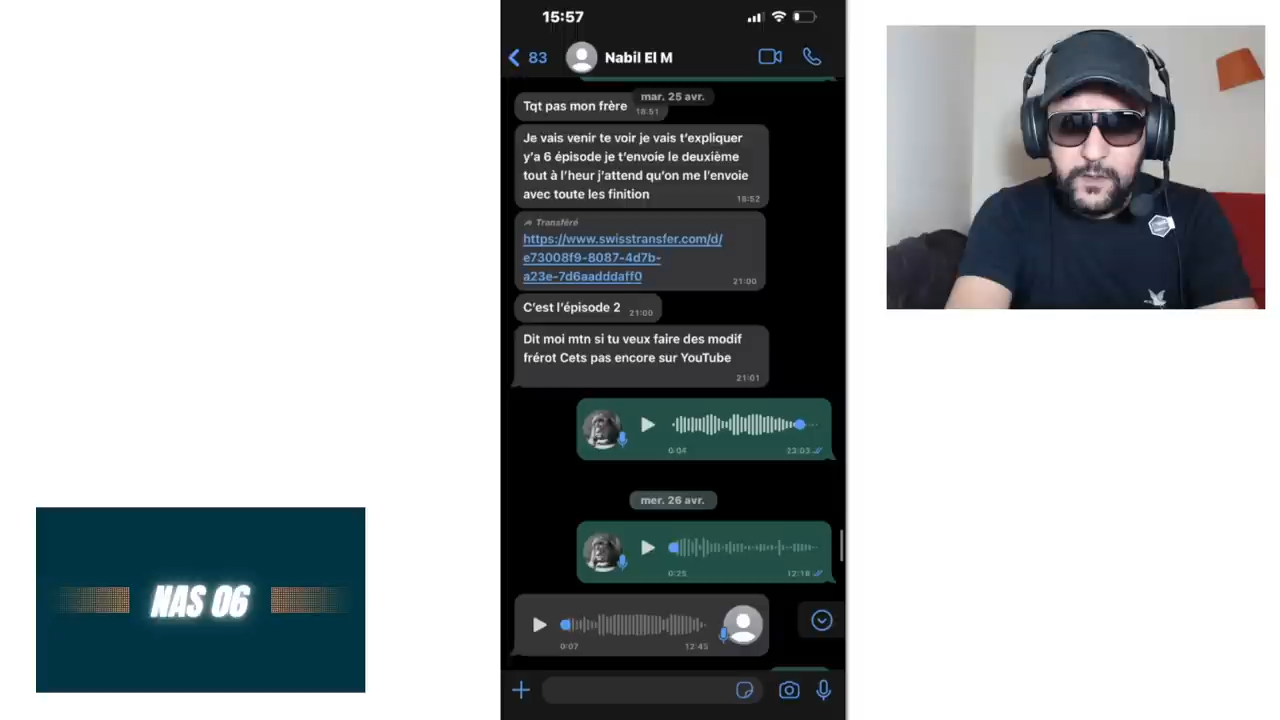 15:57
83
Nabil El M
mar. 25 avr.
Tqt pas mon frère
18:51
Je vais venir te voir je vais t'expliquer
y'a 6 épisode je t'envoie le deuxième
tout à l'heur j'attend qu'on me l'envoie
avec toute les finition
18:52
Transféré
https://www.swisstransfer.com/d/
e73008f9-8087-4d7b-
a23e-7d6aadddaff0
21:00
C'est l'épisode 2
21:00
Dit moi mtn si tu veux faire des modif
frérot Cets pas encore sur YouTube
21:01
0:04
23:03
mer. 26 avr.
0:25
12:18
0:07
12:45
NAS 06